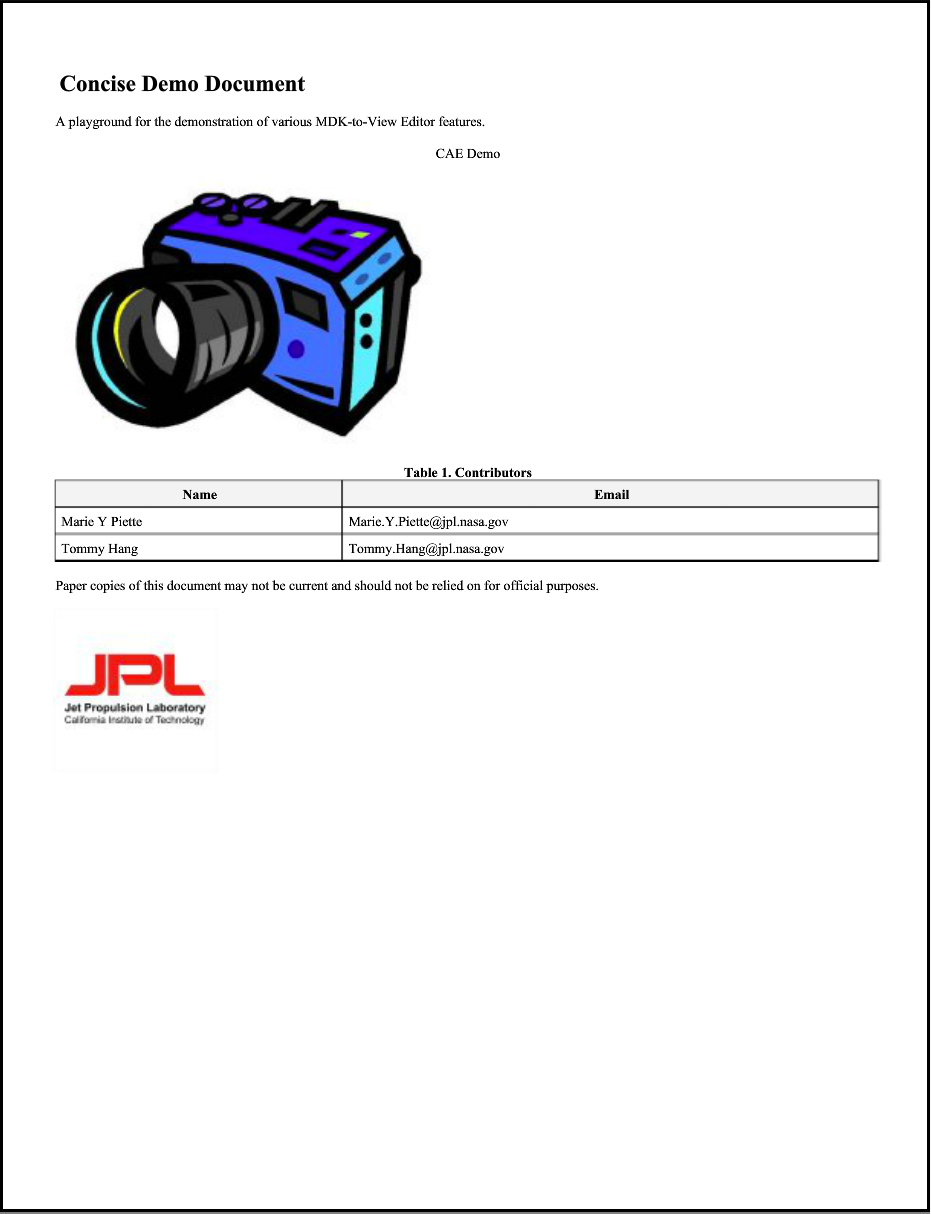 Concise Demo Document
A playground for the demonstration of various MDK-to-View Editor features.
CAE Demo
Table 1. Contributors
Name Email
Marie Y Piette Marie.Y.Piette@jpl.nasa.gov
Tommy Hang Tommy.Hang@jpl.nasa.gov
Paper copies of this document may not be current and should not be relied on for official purposes.
JPL
Jet Propulsion Laboratory
California Institute of Technology